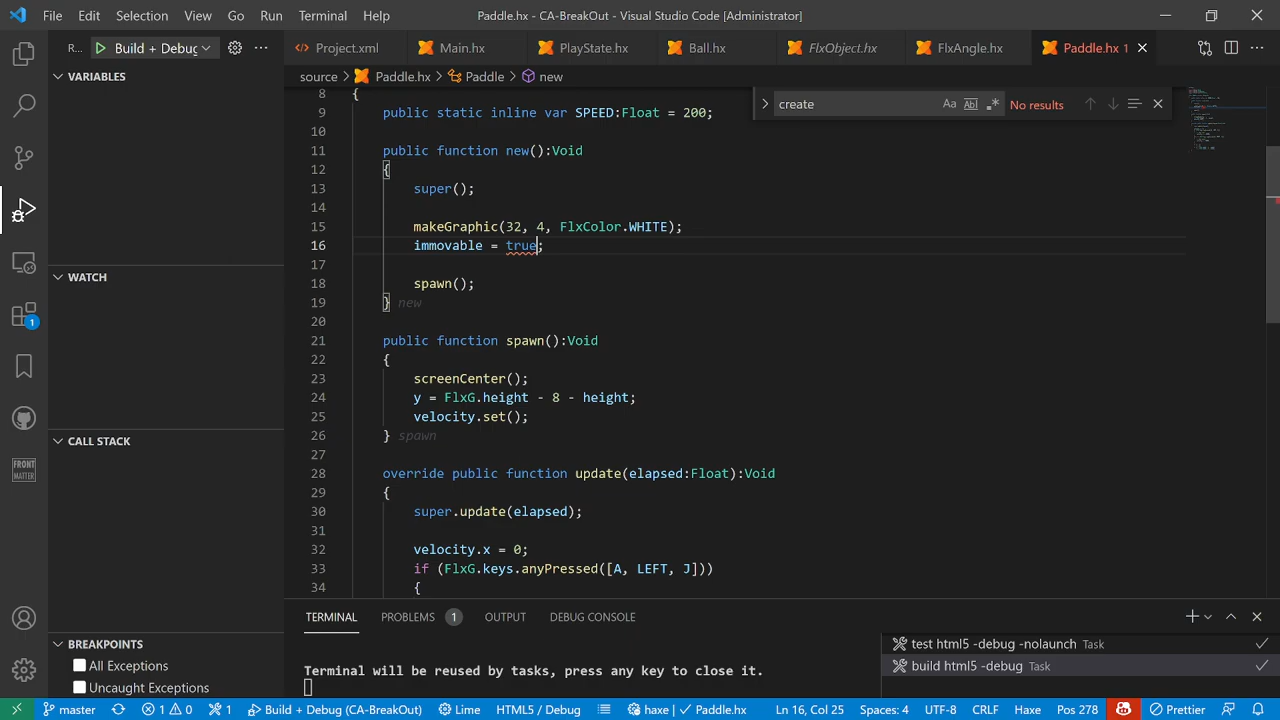 File Edit Selection View Go Run Terminal Help Paddle.hx - CA-BreakOut - Visual Studio Code [Administrator]
R... Build + Debug ··· Project.xml Main.hx PlayState.hx Ball.hx FlxObject.hx FlxAngle.hx Paddle.hx 1
VARIABLES
source > Paddle.hx > Paddle > new
create Aa Ab .* No results
8 {
9 public static inline var SPEED:Float = 200;
10
11 public function new():Void
12 {
13 super();
14
15 makeGraphic(32, 4, FlxColor.WHITE);
16 immovable = true;
17
18 spawn();
19 } new
20
21 public function spawn():Void
22 {
23 screenCenter();
24 y = FlxG.height - 8 - height;
25 velocity.set();
26 } spawn
27
28 override public function update(elapsed:Float):Void
29 {
30 super.update(elapsed);
31
32 velocity.x = 0;
33 if (FlxG.keys.anyPressed([A, LEFT, J]))
34 {
WATCH
1
FRONT
MATTER
CALL STACK
BREAKPOINTS
All Exceptions
Uncaught Exceptions
TERMINAL PROBLEMS 1 OUTPUT DEBUG CONSOLE
Terminal will be reused by tasks, press any key to close it.
test html5 -debug -nolaunch Task
build html5 -debug Task
master 1 0 1 Build + Debug (CA-BreakOut) Lime HTML5 / Debug haxe | Paddle.hx Ln 16, Col 25 Spaces: 4 UTF-8 CRLF Haxe Pos 278 Prettier